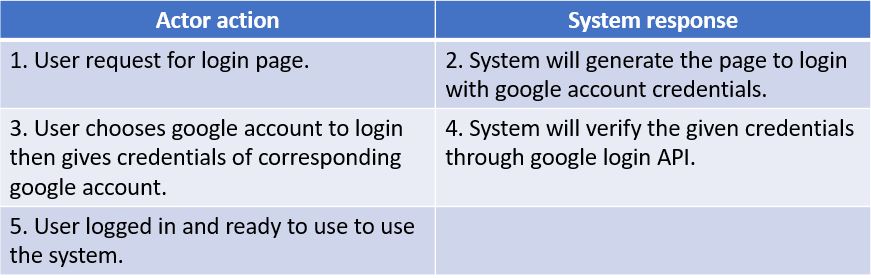 Actor action
System response
1. User request for login page.
2. System will generate the page to login
with google account credentials.
3. User chooses google account to login
then gives credentials of corresponding
google account.
4. System will verify the given credentials
through google login API.
5. User logged in and ready to use to use
the system.